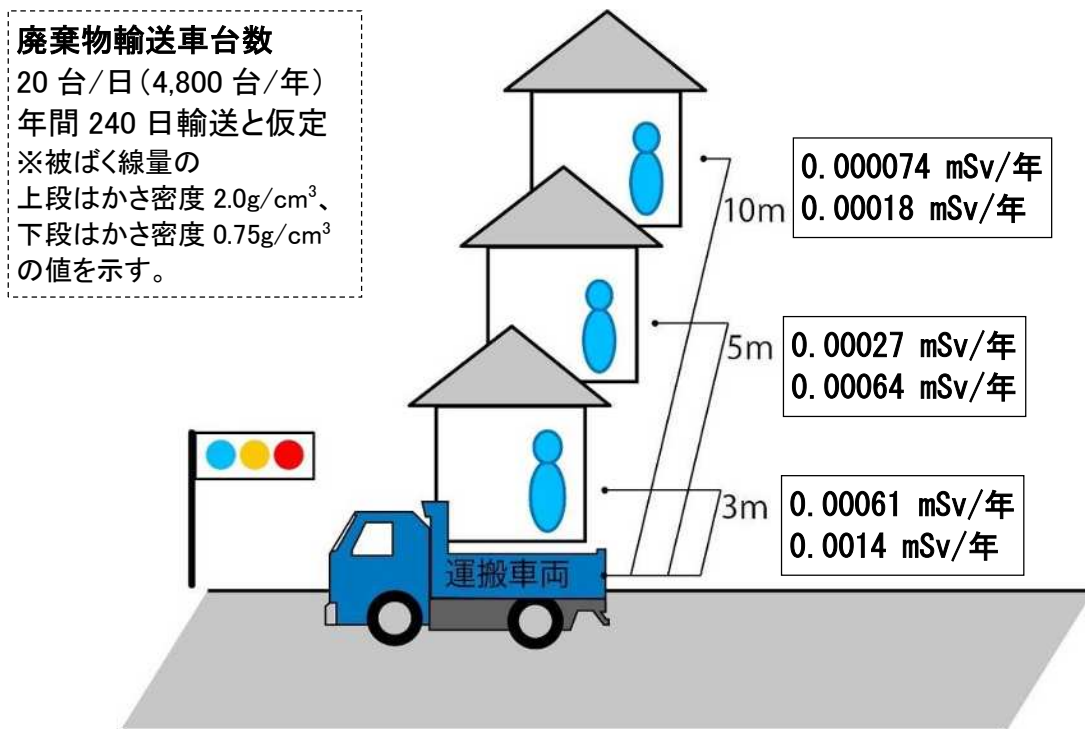 廃棄物輸送車台数
20 台/日(4,800 台/年)
年間 240 日輸送と仮定
※被ばく線量の
上段はかさ密度 2.0g/cm³、
下段はかさ密度 0.75g/cm³
の値を示す。
10m
0.000074 mSv/年
0.00018 mSv/年
5m
0.00027 mSv/年
0.00064 mSv/年
3m
0.00061 mSv/年
0.0014 mSv/年
運搬車両